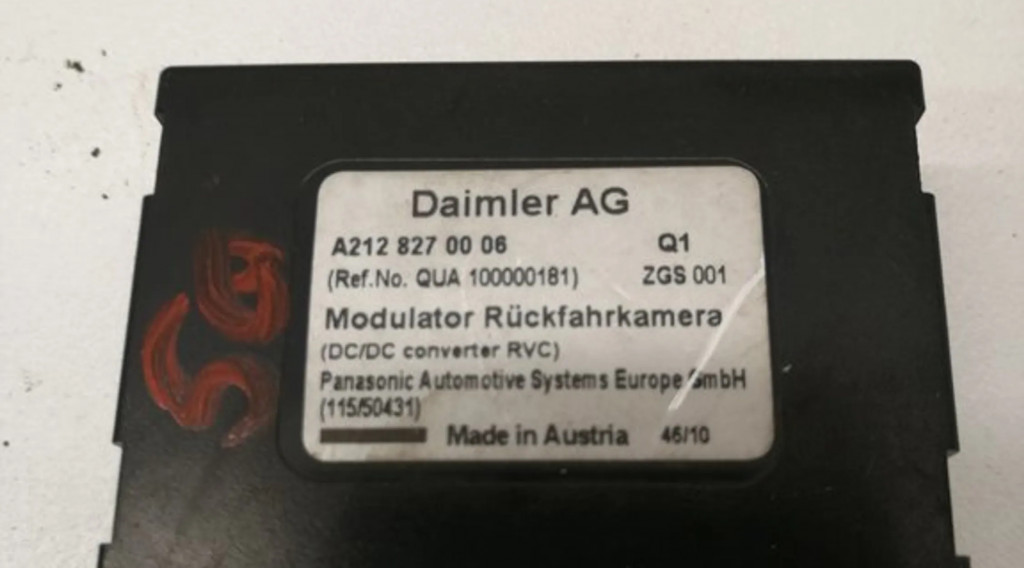 Daimler AG
A212 827 00 06 Q1
(Ref.No. QUA 100000181) ZGS 001
Modulator Rückfahrkamera
(DC/DC converter RVC)
Panasonic Automotive Systems Europe GmbH
(115/50431)
Made in Austria 46/10